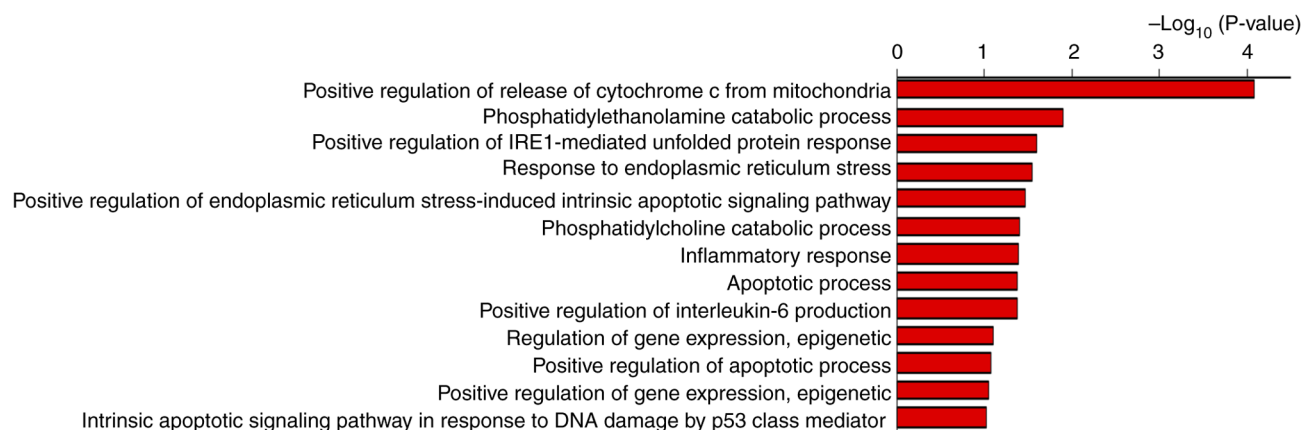 –Log10 (P-value)
0 1 2 3 4
Positive regulation of release of cytochrome c from mitochondria
Phosphatidylethanolamine catabolic process
Positive regulation of IRE1-mediated unfolded protein response
Response to endoplasmic reticulum stress
Positive regulation of endoplasmic reticulum stress-induced intrinsic apoptotic signaling pathway
Phosphatidylcholine catabolic process
Inflammatory response
Apoptotic process
Positive regulation of interleukin-6 production
Regulation of gene expression, epigenetic
Positive regulation of apoptotic process
Positive regulation of gene expression, epigenetic
Intrinsic apoptotic signaling pathway in response to DNA damage by p53 class mediator